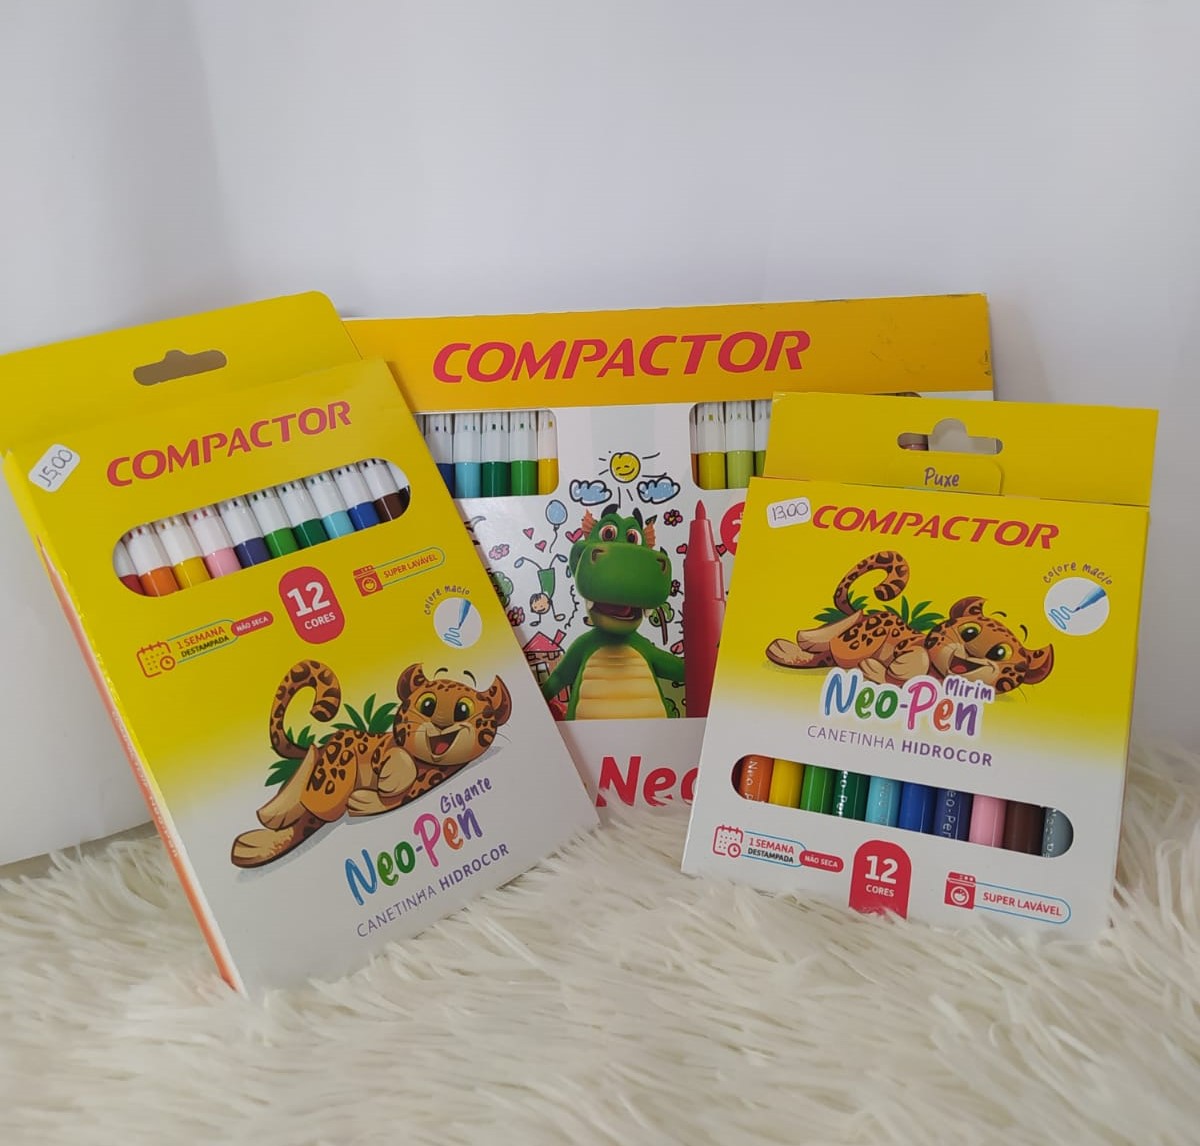 COMPACTOR
15,00
12
CORES
SUPER LAVÁVEL
1 SEMANA
DESTAMPADA
NÃO SECA
colore macio
Gigante
Neo-Pen
CANETINHA HIDROCOR
COMPACTOR
Neo
Puxe
13,00
COMPACTOR
colore macio
Mirim
Neo-Pen
CANETINHA HIDROCOR
Neo-Pen
1 SEMANA
DESTAMPADA
NÃO SECA
12
CORES
SUPER LAVÁVEL